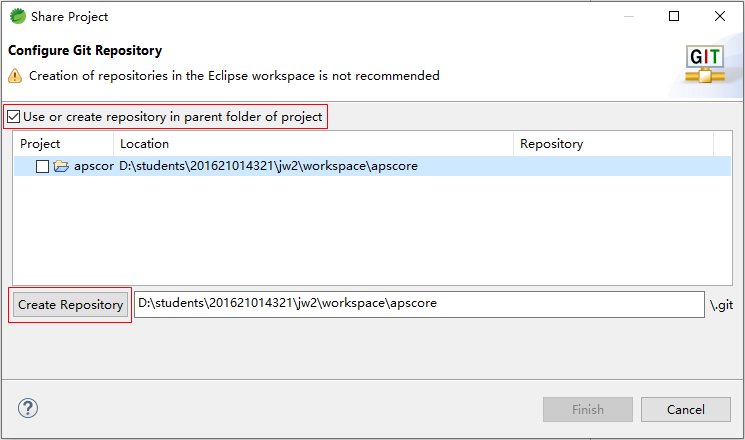 Share Project
Configure Git Repository
Creation of repositories in the Eclipse workspace is not recommended
GIT
Use or create repository in parent folder of project
Project Location Repository
apscor D:\students\201621014321\jw2\workspace\apscore
Create Repository D:\students\201621014321\jw2\workspace\apscore \.git
? Finish Cancel